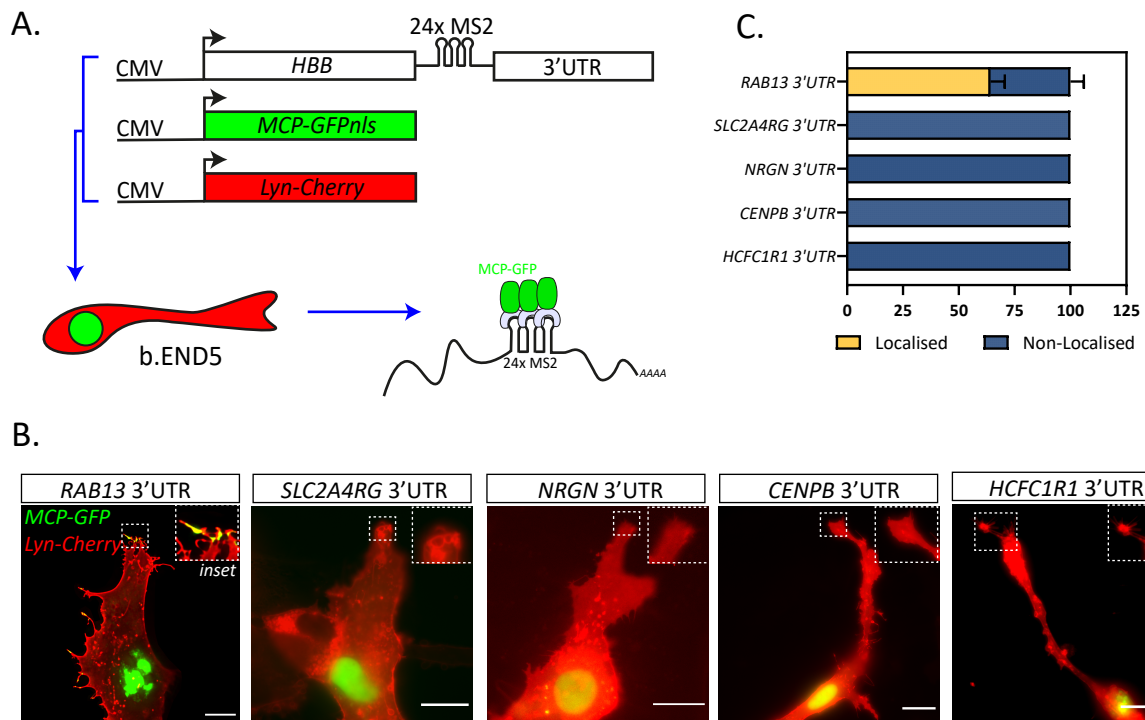 A.
24x MS2
CMV
HBB
3'UTR
CMV
MCP-GFPnls
CMV
Lyn-Cherry
b.END5
MCP-GFP
24x MS2
AAAA
C.
RAB13 3'UTR
SLC2A4RG 3'UTR
NRGN 3'UTR
CENPB 3'UTR
HCFC1R1 3'UTR
0 25 50 75 100 125
Localised Non-Localised
B.
RAB13 3'UTR
SLC2A4RG 3'UTR
NRGN 3'UTR
CENPB 3'UTR
HCFC1R1 3'UTR
MCP-GFP
Lyn-Cherry
inset